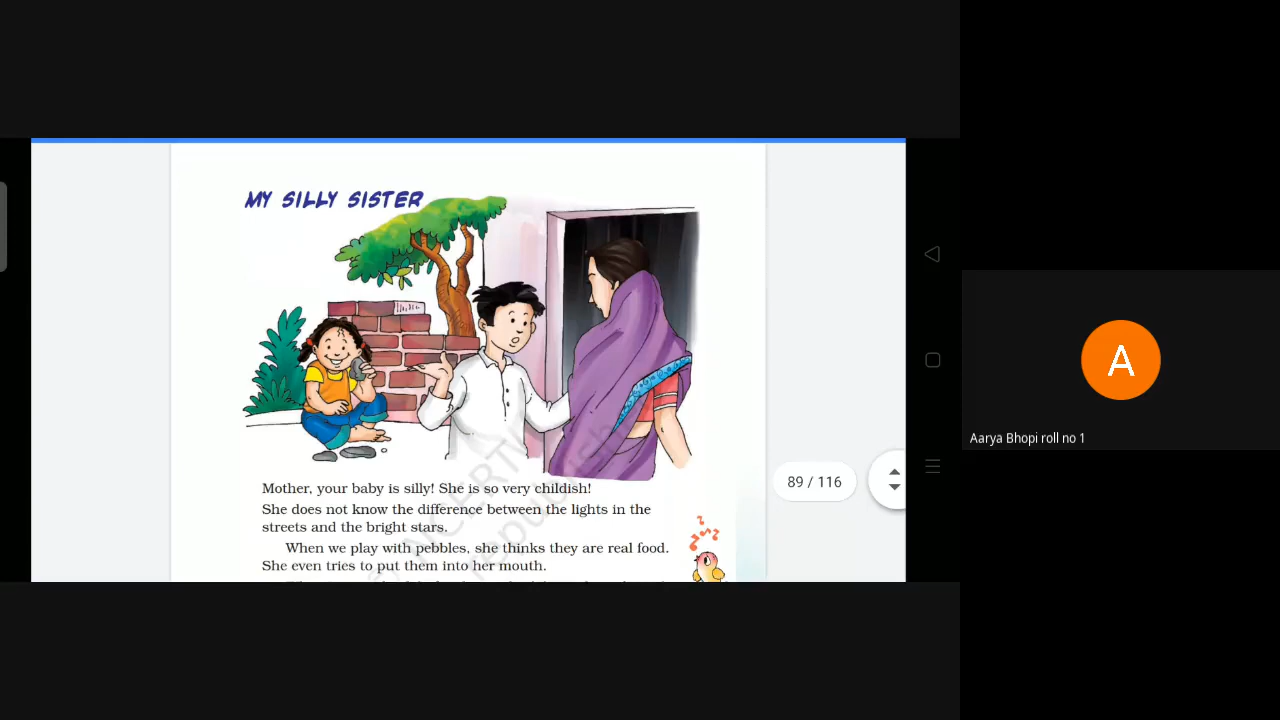 MY SILLY SISTER
Mother, your baby is silly! She is so very childish!
She does not know the difference between the lights in the
streets and the bright stars.
When we play with pebbles, she thinks they are real food.
She even tries to put them into her mouth.
89 / 116
A
Aarya Bhopi roll no 1
© NCERT
republish